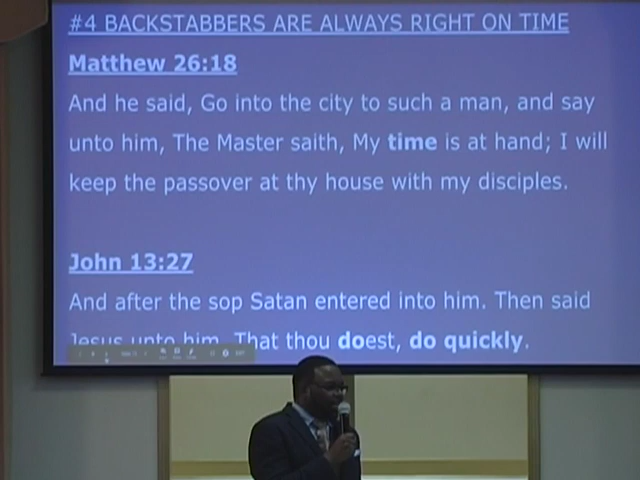 #4 BACKSTABBERS ARE ALWAYS RIGHT ON TIME
Matthew 26:18
And he said, Go into the city to such a man, and say
unto him, The Master saith, My time is at hand; I will
keep the passover at thy house with my disciples.
John 13:27
And after the sop Satan entered into him. Then said
Jesus unto him, That thou doest, do quickly.